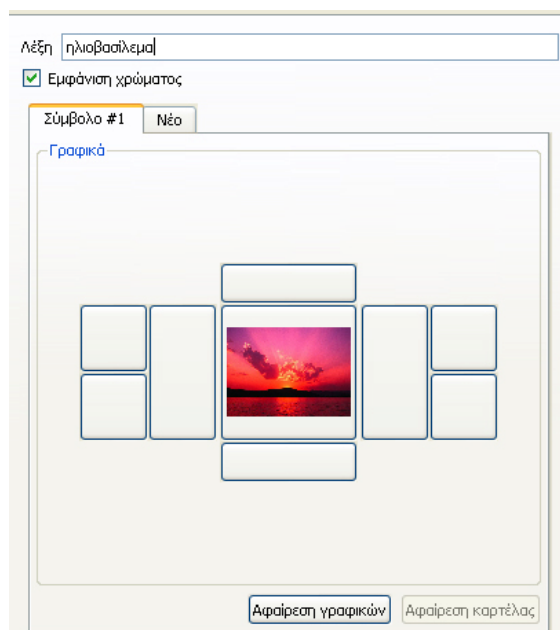 Λέξη ηλιοβασίλεμα
Εμφάνιση χρώματος
Σύμβολο #1 Νέο
Γραφικά
Αφαίρεση γραφικών Αφαίρεση καρτέλας